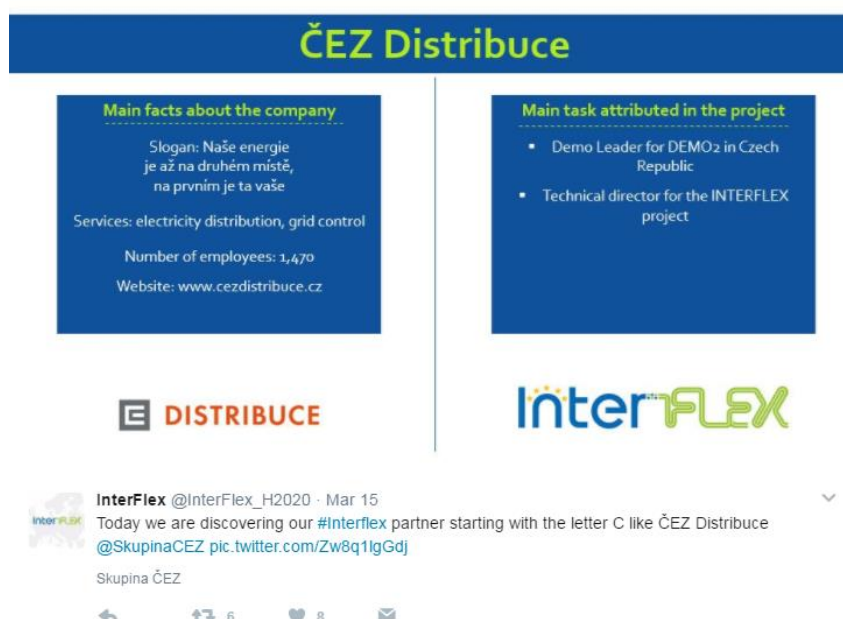 ČEZ Distribuce
Main facts about the company
Slogan: Naše energie
je až na druhém místě,
na prvním je ta vaše
Services: electricity distribution, grid control
Number of employees: 1,470
Website: www.cezdistribuce.cz
Main task attributed in the project
▪ Demo Leader for DEMO2 in Czech
Republic
▪ Technical director for the INTERFLEX
project
DISTRIBUCE
InterFLEX
InterFlex @InterFlex_H2020 · Mar 15
InterFLEX
Today we are discovering our #Interflex partner starting with the letter C like ČEZ Distribuce
@SkupinaCEZ pic.twitter.com/Zw8q1lgGdj
Skupina ČEZ
6 8